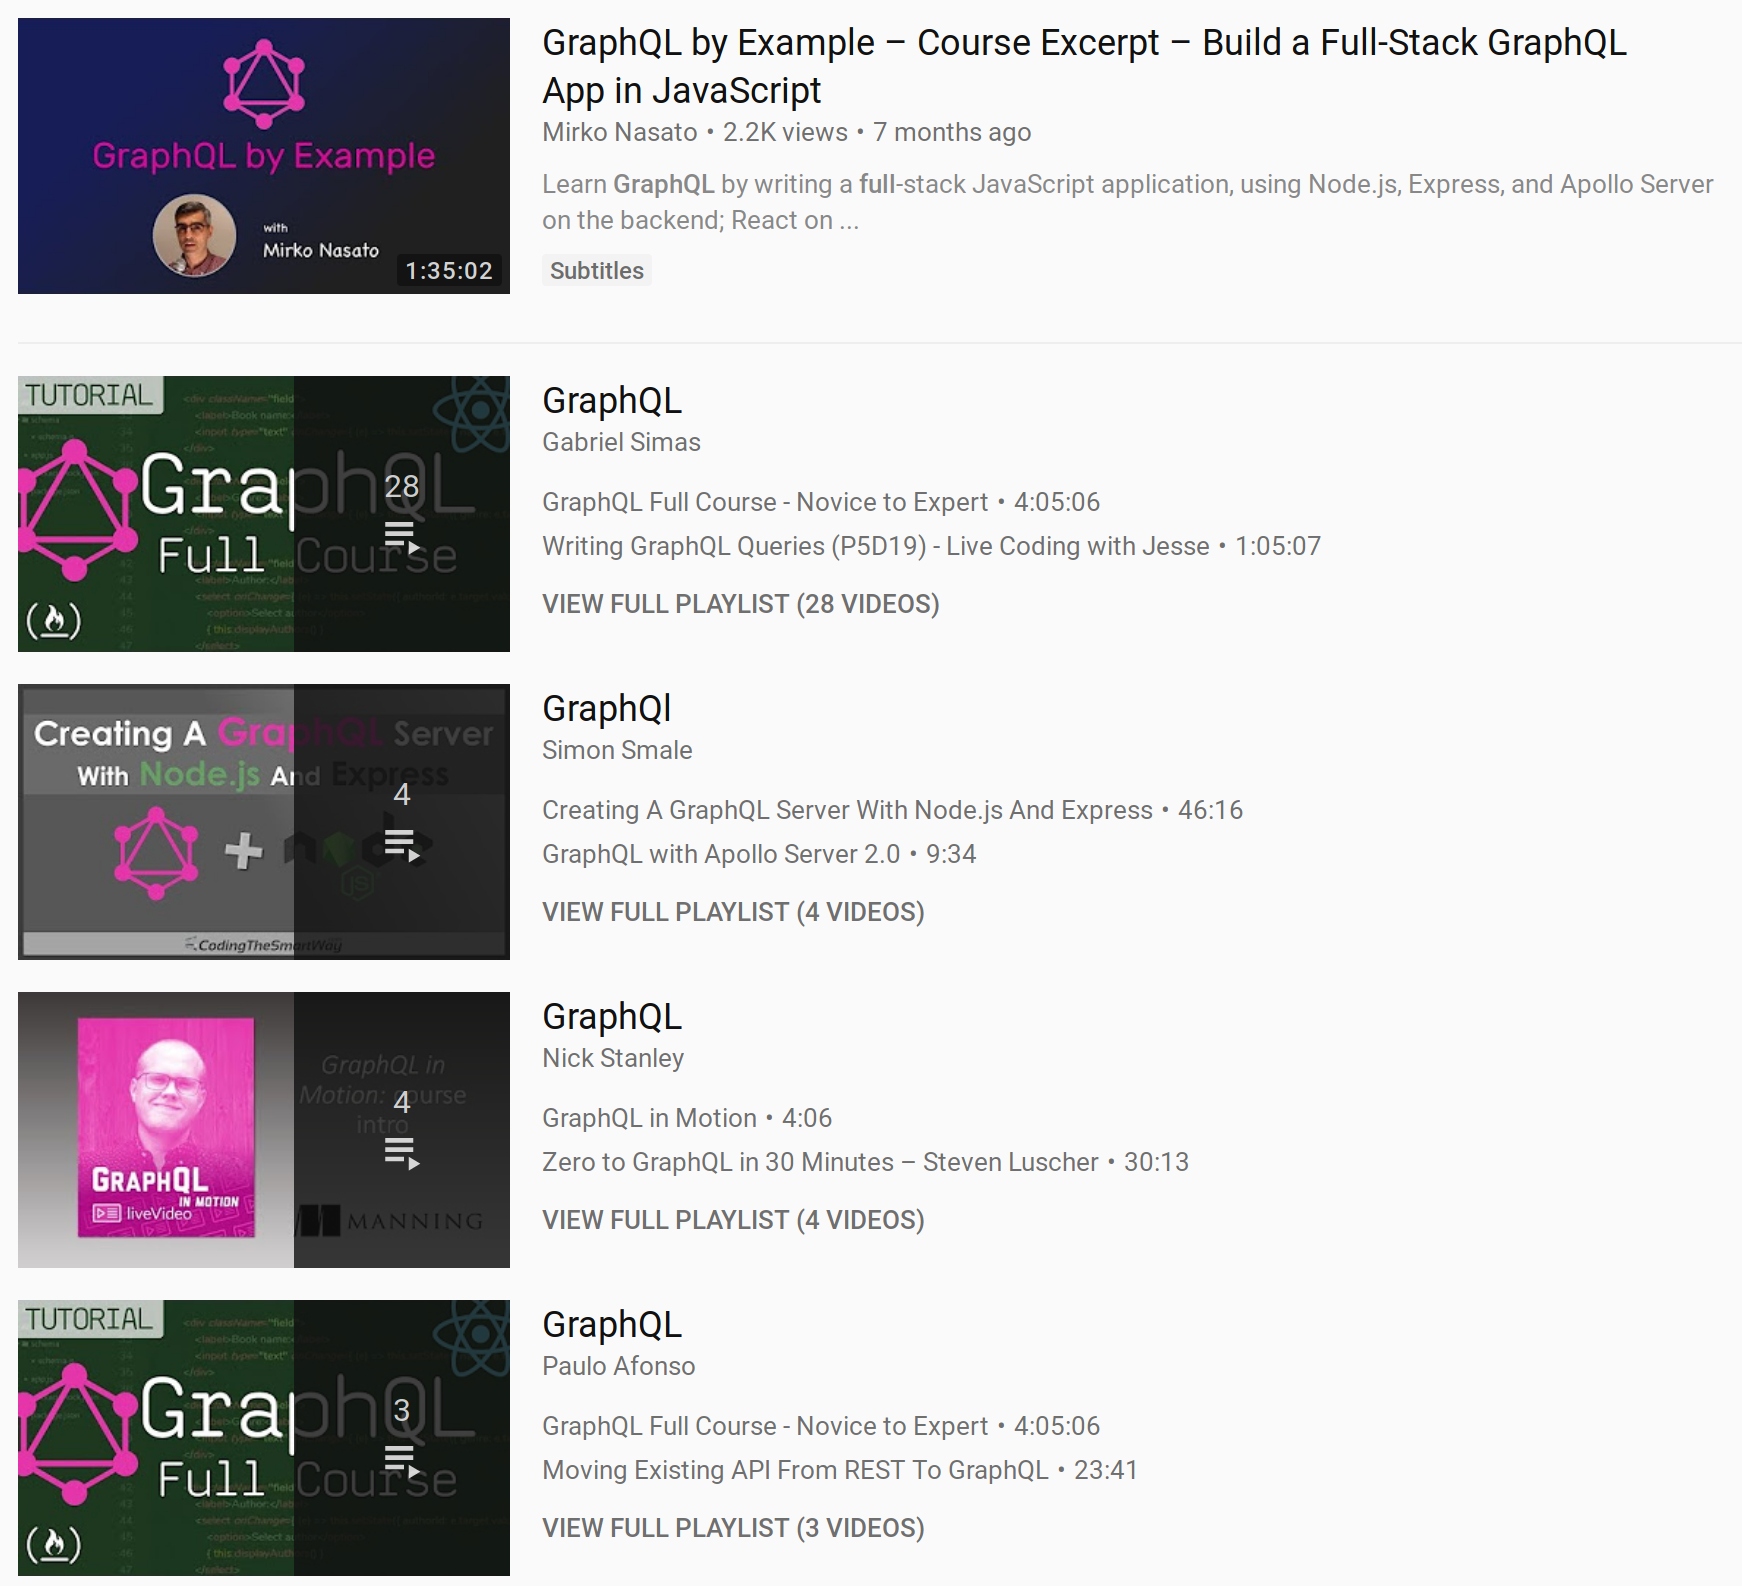 GraphQL by Example
with
Mirko Nasato
1:35:02
GraphQL by Example – Course Excerpt – Build a Full-Stack GraphQL
App in JavaScript
Mirko Nasato • 2.2K views • 7 months ago
Learn GraphQL by writing a full-stack JavaScript application, using Node.js, Express, and Apollo Server
on the backend; React on ...
Subtitles
TUTORIAL
GraphQL
Full Course
28
GraphQL
Gabriel Simas
GraphQL Full Course - Novice to Expert • 4:05:06
Writing GraphQL Queries (P5D19) - Live Coding with Jesse • 1:05:07
VIEW FULL PLAYLIST (28 VIDEOS)
Creating A GraphQL Server
With Node.js And Express
4
node
JS
CodingTheSmartWay
GraphQl
Simon Smale
Creating A GraphQL Server With Node.js And Express • 46:16
GraphQL with Apollo Server 2.0 • 9:34
VIEW FULL PLAYLIST (4 VIDEOS)
GraphQL in
Motion: course
intro
4
GRAPHQL
IN MOTION
liveVideo
MANNING
GraphQL
Nick Stanley
GraphQL in Motion • 4:06
Zero to GraphQL in 30 Minutes – Steven Luscher • 30:13
VIEW FULL PLAYLIST (4 VIDEOS)
TUTORIAL
GraphQL
Full Course
3
GraphQL
Paulo Afonso
GraphQL Full Course - Novice to Expert • 4:05:06
Moving Existing API From REST To GraphQL • 23:41
VIEW FULL PLAYLIST (3 VIDEOS)